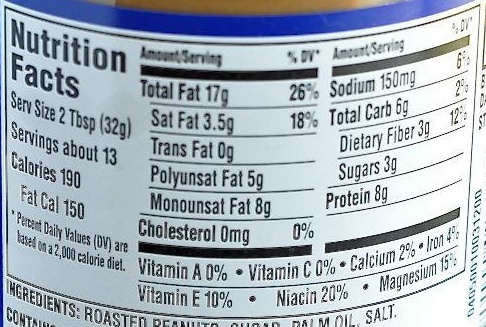 Nutrition
Facts
Serv Size 2 Tbsp (32g)
Servings about 13
Calories 190
Fat Cal 150
* Percent Daily Values (DV) are
based on a 2,000 calorie diet.
Amount/Serving % DV*
Total Fat 17g 26%
Sat Fat 3.5g 18%
Trans Fat 0g
Polyunsat Fat 5g
Monounsat Fat 8g
Cholesterol 0mg 0%
Amount/Serving % DV*
Sodium 150mg 6%
Total Carb 6g 2%
Dietary Fiber 3g 12%
Sugars 3g
Protein 8g
Vitamin A 0% • Vitamin C 0% • Calcium 2% • Iron 4%
Vitamin E 10% • Niacin 20% • Magnesium 15%
INGREDIENTS: ROASTED PEANUTS, SUGAR, PALM OIL, SALT.